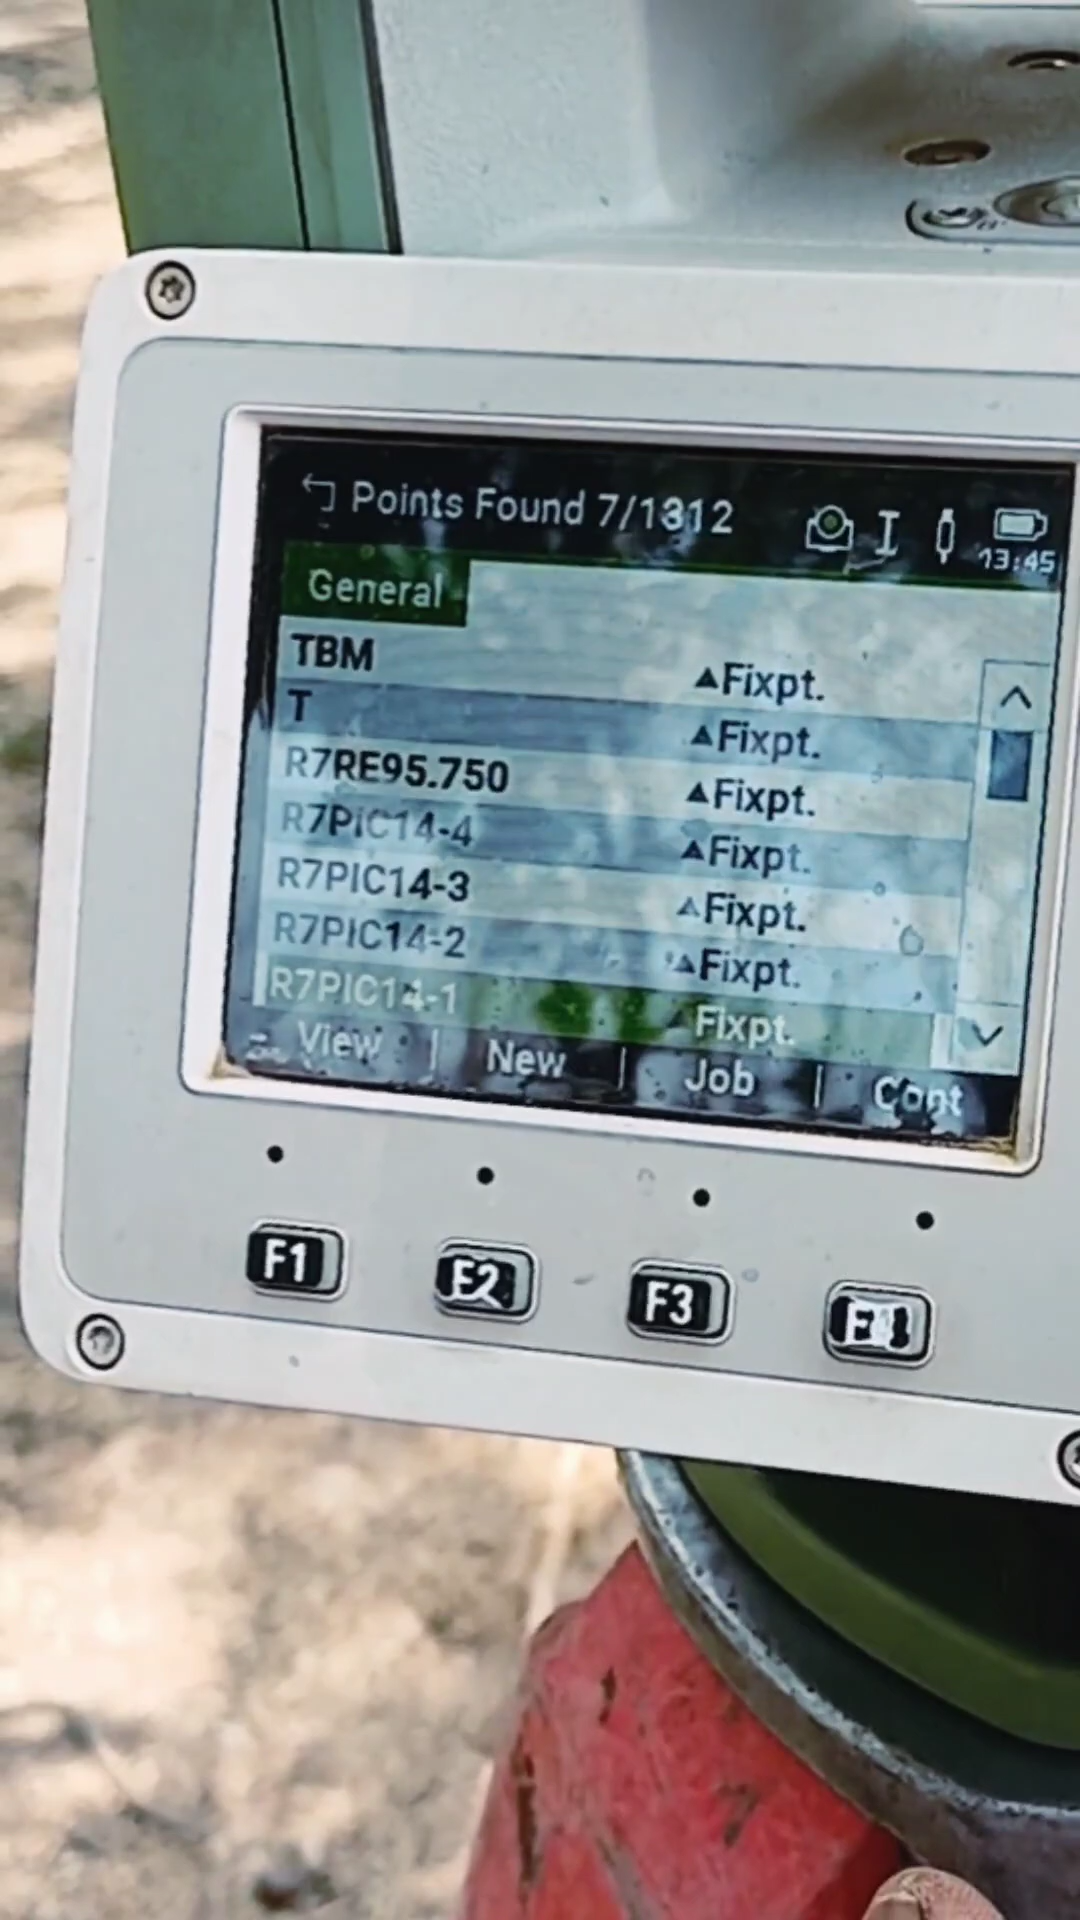 Points Found 7/1312
13:45
General
TBM ▲Fixpt.
T ▲Fixpt.
R7RE95.750 ▲Fixpt.
R7PIC14-4 ▲Fixpt.
R7PIC14-3 ▲Fixpt.
R7PIC14-2 ▲Fixpt.
R7PIC14-1 Fixpt.
View | New | Job | Cont
F1 F2 F3